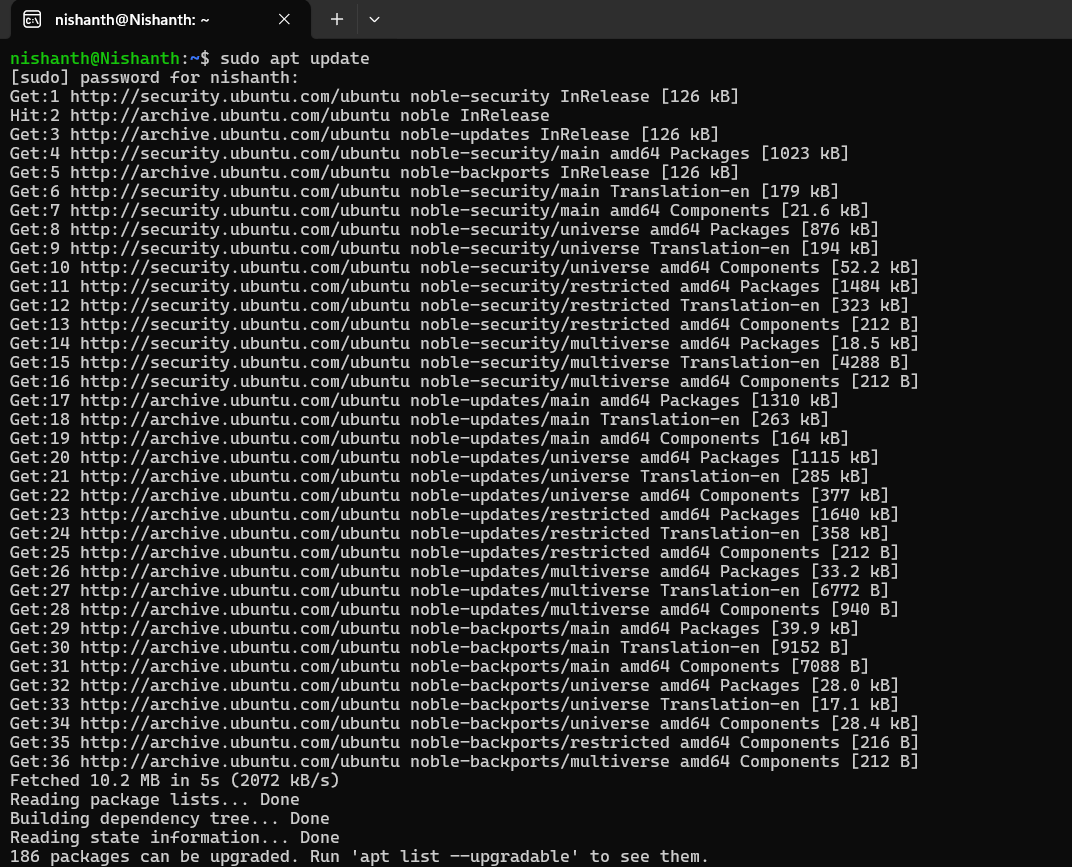 nishanth@Nishanth: ~
nishanth@Nishanth:~$ sudo apt update
[sudo] password for nishanth:
Get:1 http://security.ubuntu.com/ubuntu noble-security InRelease [126 kB]
Hit:2 http://archive.ubuntu.com/ubuntu noble InRelease
Get:3 http://archive.ubuntu.com/ubuntu noble-updates InRelease [126 kB]
Get:4 http://security.ubuntu.com/ubuntu noble-security/main amd64 Packages [1023 kB]
Get:5 http://archive.ubuntu.com/ubuntu noble-backports InRelease [126 kB]
Get:6 http://security.ubuntu.com/ubuntu noble-security/main Translation-en [179 kB]
Get:7 http://security.ubuntu.com/ubuntu noble-security/main amd64 Components [21.6 kB]
Get:8 http://security.ubuntu.com/ubuntu noble-security/universe amd64 Packages [876 kB]
Get:9 http://security.ubuntu.com/ubuntu noble-security/universe Translation-en [194 kB]
Get:10 http://security.ubuntu.com/ubuntu noble-security/universe amd64 Components [52.2 kB]
Get:11 http://security.ubuntu.com/ubuntu noble-security/restricted amd64 Packages [1484 kB]
Get:12 http://security.ubuntu.com/ubuntu noble-security/restricted Translation-en [323 kB]
Get:13 http://security.ubuntu.com/ubuntu noble-security/restricted amd64 Components [212 B]
Get:14 http://security.ubuntu.com/ubuntu noble-security/multiverse amd64 Packages [18.5 kB]
Get:15 http://security.ubuntu.com/ubuntu noble-security/multiverse Translation-en [4288 B]
Get:16 http://security.ubuntu.com/ubuntu noble-security/multiverse amd64 Components [212 B]
Get:17 http://archive.ubuntu.com/ubuntu noble-updates/main amd64 Packages [1310 kB]
Get:18 http://archive.ubuntu.com/ubuntu noble-updates/main Translation-en [263 kB]
Get:19 http://archive.ubuntu.com/ubuntu noble-updates/main amd64 Components [164 kB]
Get:20 http://archive.ubuntu.com/ubuntu noble-updates/universe amd64 Packages [1115 kB]
Get:21 http://archive.ubuntu.com/ubuntu noble-updates/universe Translation-en [285 kB]
Get:22 http://archive.ubuntu.com/ubuntu noble-updates/universe amd64 Components [377 kB]
Get:23 http://archive.ubuntu.com/ubuntu noble-updates/restricted amd64 Packages [1640 kB]
Get:24 http://archive.ubuntu.com/ubuntu noble-updates/restricted Translation-en [358 kB]
Get:25 http://archive.ubuntu.com/ubuntu noble-updates/restricted amd64 Components [212 B]
Get:26 http://archive.ubuntu.com/ubuntu noble-updates/multiverse amd64 Packages [33.2 kB]
Get:27 http://archive.ubuntu.com/ubuntu noble-updates/multiverse Translation-en [6772 B]
Get:28 http://archive.ubuntu.com/ubuntu noble-updates/multiverse amd64 Components [940 B]
Get:29 http://archive.ubuntu.com/ubuntu noble-backports/main amd64 Packages [39.9 kB]
Get:30 http://archive.ubuntu.com/ubuntu noble-backports/main Translation-en [9152 B]
Get:31 http://archive.ubuntu.com/ubuntu noble-backports/main amd64 Components [7088 B]
Get:32 http://archive.ubuntu.com/ubuntu noble-backports/universe amd64 Packages [28.0 kB]
Get:33 http://archive.ubuntu.com/ubuntu noble-backports/universe Translation-en [17.1 kB]
Get:34 http://archive.ubuntu.com/ubuntu noble-backports/universe amd64 Components [28.4 kB]
Get:35 http://archive.ubuntu.com/ubuntu noble-backports/restricted amd64 Components [216 B]
Get:36 http://archive.ubuntu.com/ubuntu noble-backports/multiverse amd64 Components [212 B]
Fetched 10.2 MB in 5s (2072 kB/s)
Reading package lists... Done
Building dependency tree... Done
Reading state information... Done
186 packages can be upgraded. Run 'apt list --upgradable' to see them.